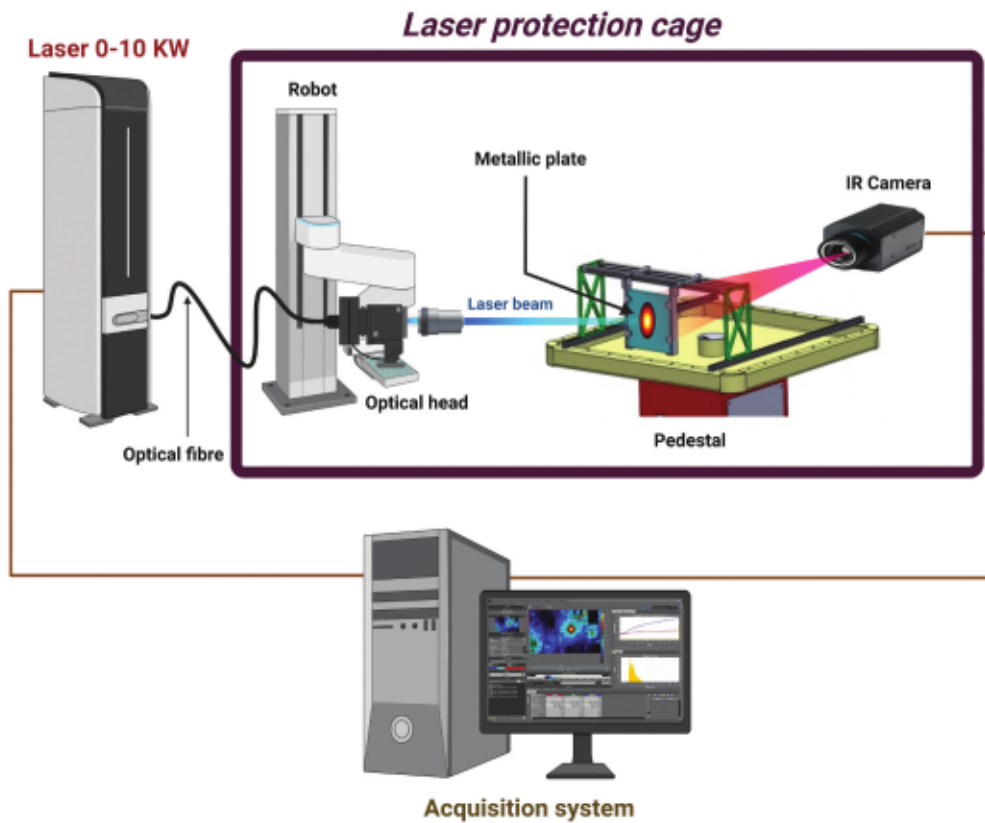 Laser protection cage
Laser 0-10 KW
Robot
Metallic plate
IR Camera
Laser beam
Optical head
Pedestal
Optical fibre
Acquisition system